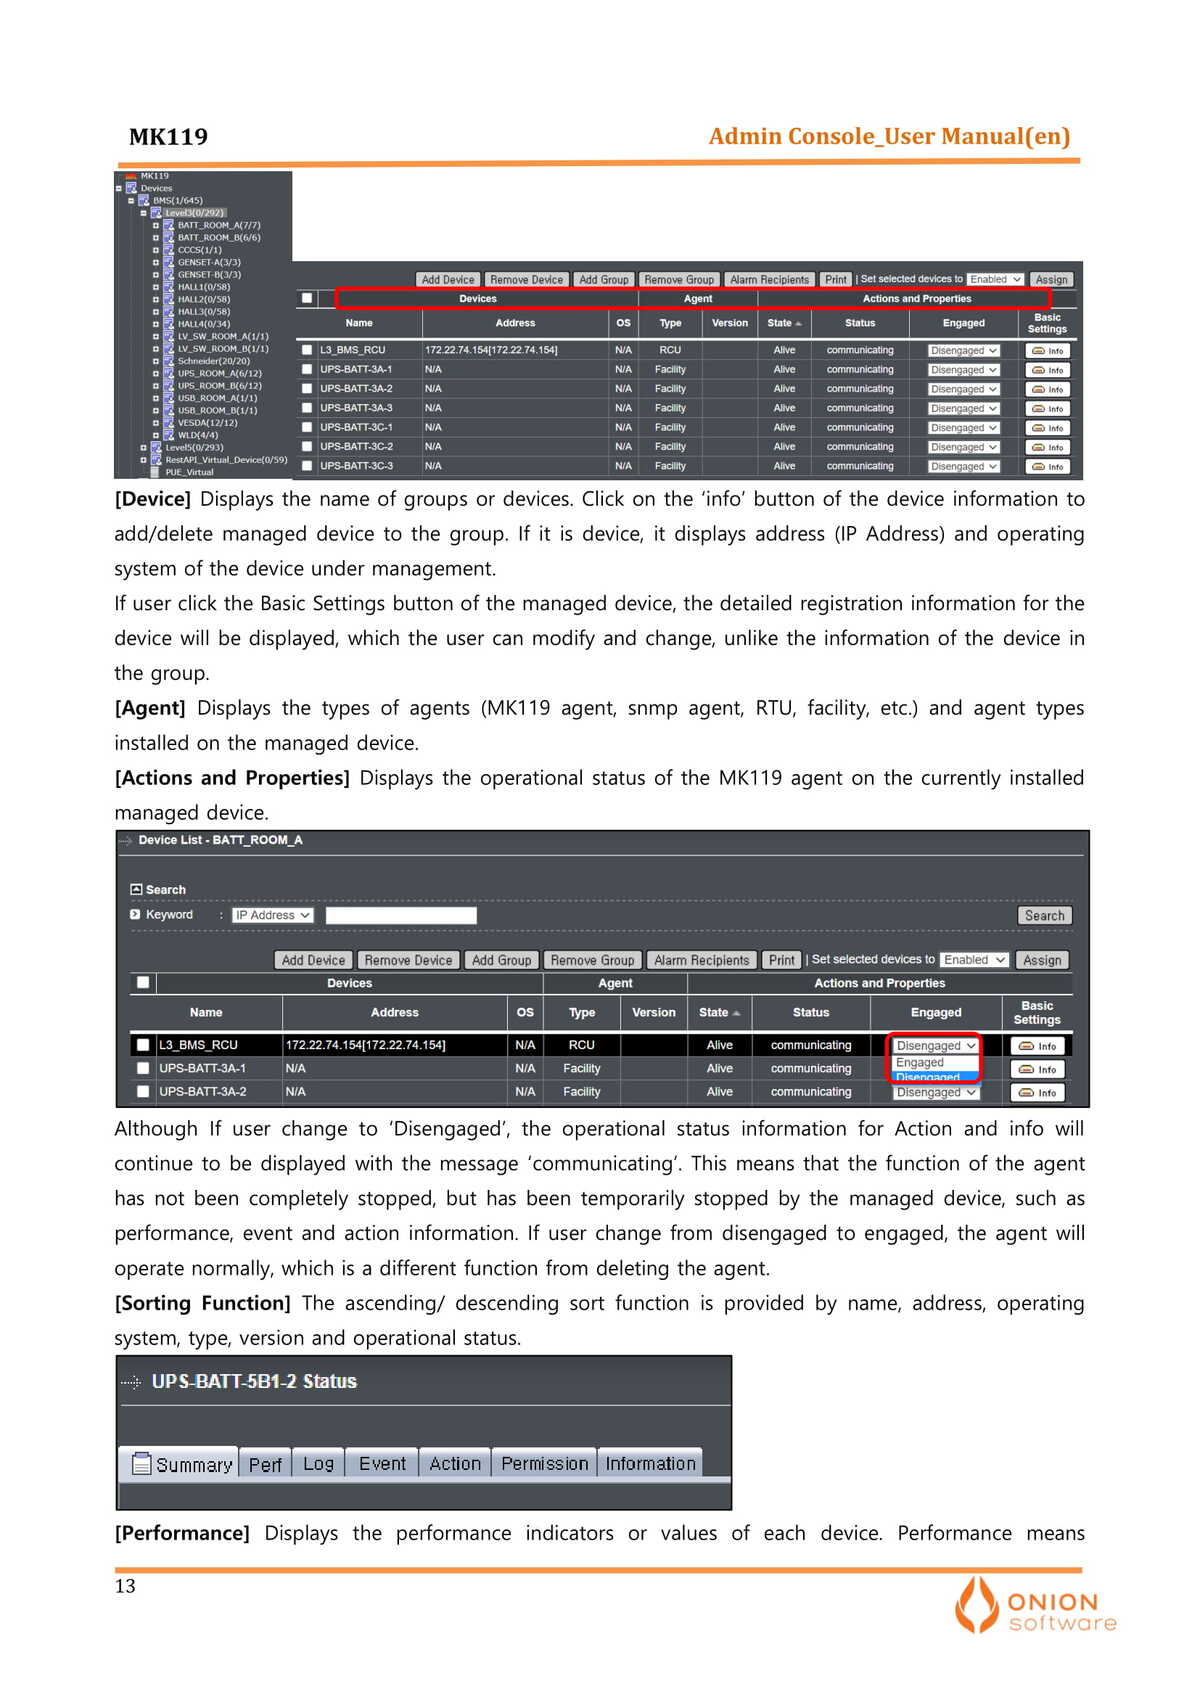 MK119 Admin Console_User Manual(en)
MK119
Devices
BMS(1/645)
Level3(0/292)
BATT_ROOM_A(7/7)
BATT_ROOM_B(6/6)
CCCS(1/1)
GENSET-A(3/3)
GENSET-B(3/3)
HALL1(0/58)
HALL2(0/58)
HALL3(0/58)
HALL4(0/34)
LV_SW_ROOM_A(1/1)
LV_SW_ROOM_B(1/1)
Schneider(20/20)
UPS_ROOM_A(6/12)
UPS_ROOM_B(6/12)
USB_ROOM_A(1/1)
USB_ROOM_B(1/1)
VESDA(12/12)
WLD(4/4)
Level5(0/293)
RestAPI_Virtual_Device(0/59)
PUE_Virtual
Add Device Remove Device Add Group Remove Group Alarm Recipients Print | Set selected devices to Enabled Assign
Devices Agent Actions and Properties
Name Address OS Type Version State Status Engaged Basic Settings
L3_BMS_RCU 172.22.74.154[172.22.74.154] N/A RCU Alive communicating Disengaged Info
UPS-BATT-3A-1 N/A N/A Facility Alive communicating Disengaged Info
UPS-BATT-3A-2 N/A N/A Facility Alive communicating Disengaged Info
UPS-BATT-3A-3 N/A N/A Facility Alive communicating Disengaged Info
UPS-BATT-3C-1 N/A N/A Facility Alive communicating Disengaged Info
UPS-BATT-3C-2 N/A N/A Facility Alive communicating Disengaged Info
UPS-BATT-3C-3 N/A N/A Facility Alive communicating Disengaged Info
[Device] Displays the name of groups or devices. Click on the ‘info’ button of the device information to
add/delete managed device to the group. If it is device, it displays address (IP Address) and operating
system of the device under management.
If user click the Basic Settings button of the managed device, the detailed registration information for the
device will be displayed, which the user can modify and change, unlike the information of the device in
the group.
[Agent] Displays the types of agents (MK119 agent, snmp agent, RTU, facility, etc.) and agent types
installed on the managed device.
[Actions and Properties] Displays the operational status of the MK119 agent on the currently installed
managed device.
Device List - BATT_ROOM_A
Search
Keyword : IP Address Search
Add Device Remove Device Add Group Remove Group Alarm Recipients Print | Set selected devices to Enabled Assign
Devices Agent Actions and Properties
Name Address OS Type Version State Status Engaged Basic Settings
L3_BMS_RCU 172.22.74.154[172.22.74.154] N/A RCU Alive communicating Disengaged Info
Engaged
UPS-BATT-3A-1 N/A N/A Facility Alive communicating Disengaged Info
UPS-BATT-3A-2 N/A N/A Facility Alive communicating Disengaged Info
Although If user change to ‘Disengaged’, the operational status information for Action and info will
continue to be displayed with the message ‘communicating’. This means that the function of the agent
has not been completely stopped, but has been temporarily stopped by the managed device, such as
performance, event and action information. If user change from disengaged to engaged, the agent will
operate normally, which is a different function from deleting the agent.
[Sorting Function] The ascending/ descending sort function is provided by name, address, operating
system, type, version and operational status.
UPS-BATT-5B1-2 Status
Summary Perf Log Event Action Permission Information
[Performance] Displays the performance indicators or values of each device. Performance means
13
ONION
software